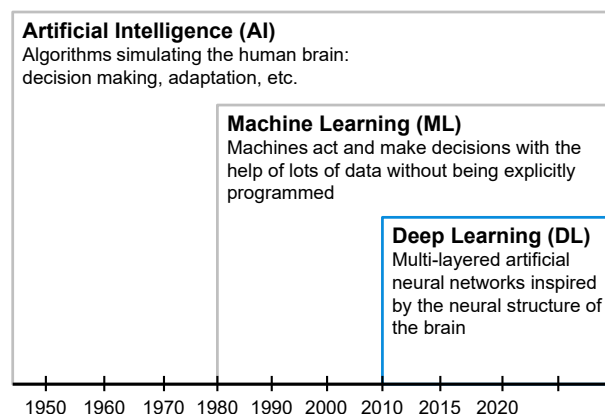 Artificial Intelligence (AI)
Algorithms simulating the human brain:
decision making, adaptation, etc.
Machine Learning (ML)
Machines act and make decisions with the
help of lots of data without being explicitly
programmed
Deep Learning (DL)
Multi-layered artificial
neural networks inspired
by the neural structure of
the brain
1950 1960 1970 1980 1990 2000 2010 2015 2020